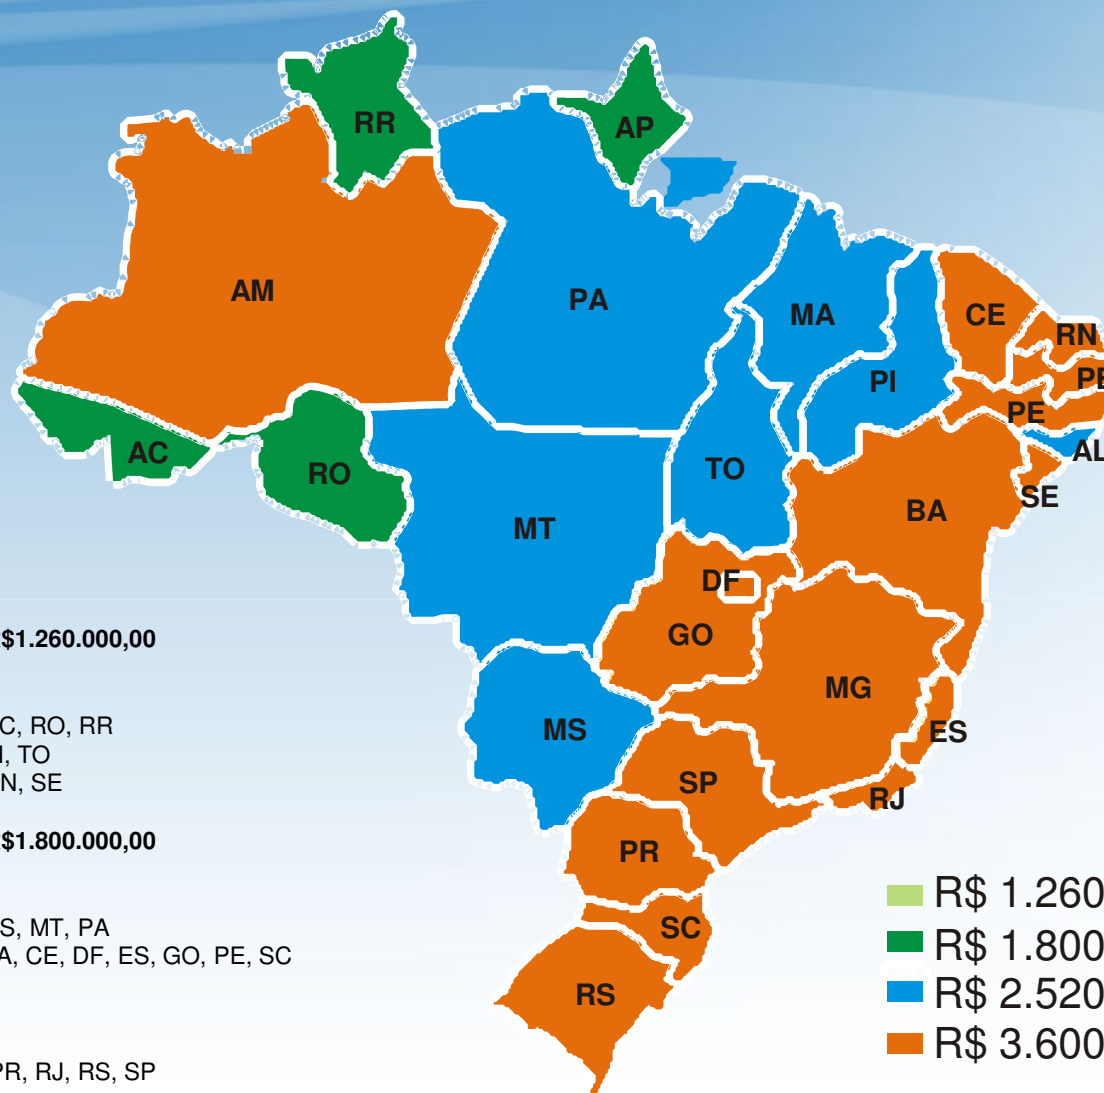 RR
AP
AM
PA
MA
CE
RN
PI
PE
AL
AC
RO
TO
BA
SE
MT
DF
GO
MG
MS
ES
SP
RJ
PR
SC
RS
$1.260.000,00
C, RO, RR
I, TO
N, SE
$1.800.000,00
S, MT, PA
A, CE, DF, ES, GO, PE, SC
PR, RJ, RS, SP
R$ 1.260
R$ 1.800
R$ 2.520
R$ 3.600